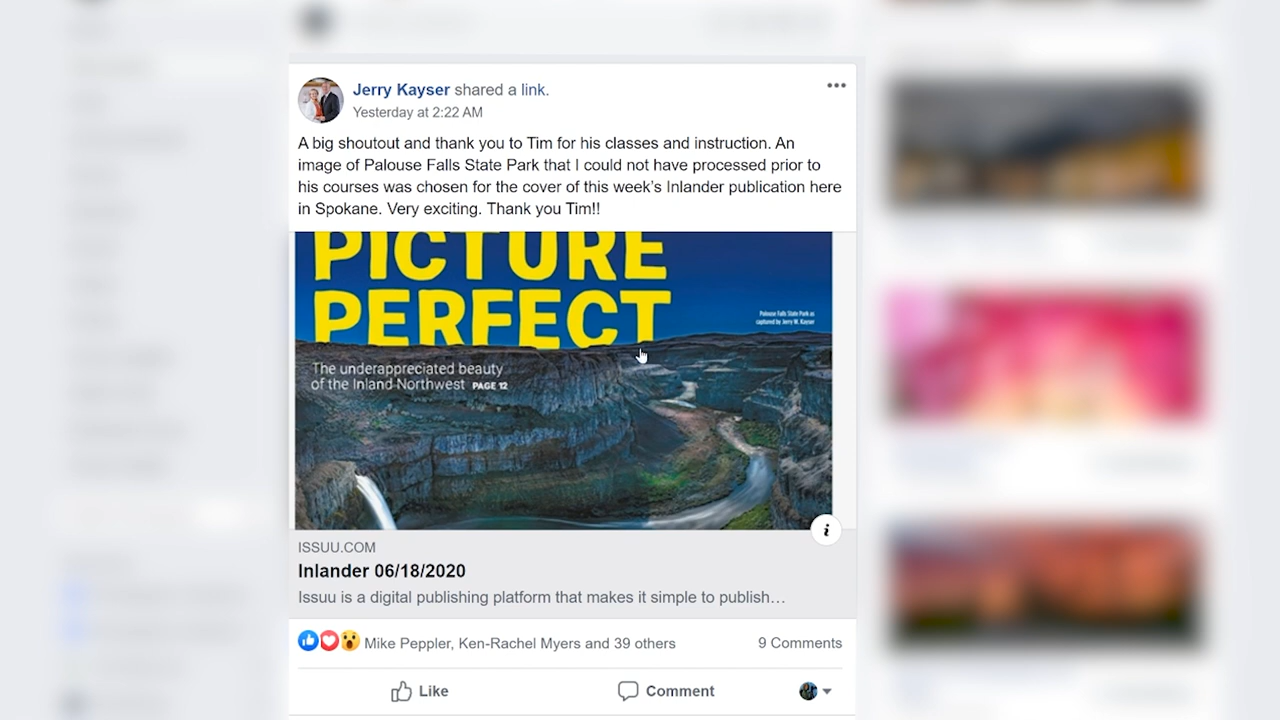 Jerry Kayser shared a link.
Yesterday at 2:22 AM
A big shoutout and thank you to Tim for his classes and instruction. An
image of Palouse Falls State Park that I could not have processed prior to
his courses was chosen for the cover of this week's Inlander publication here
in Spokane. Very exciting. Thank you Tim!!
PICTURE
PERFECT
Palouse Falls State Park as
captured by Jerry W. Kayser
The underappreciated beauty
of the Inland Northwest PAGE 12
i
ISSUU.COM
Inlander 06/18/2020
Issuu is a digital publishing platform that makes it simple to publish…
Mike Peppler, Ken-Rachel Myers and 39 others 9 Comments
Like Comment